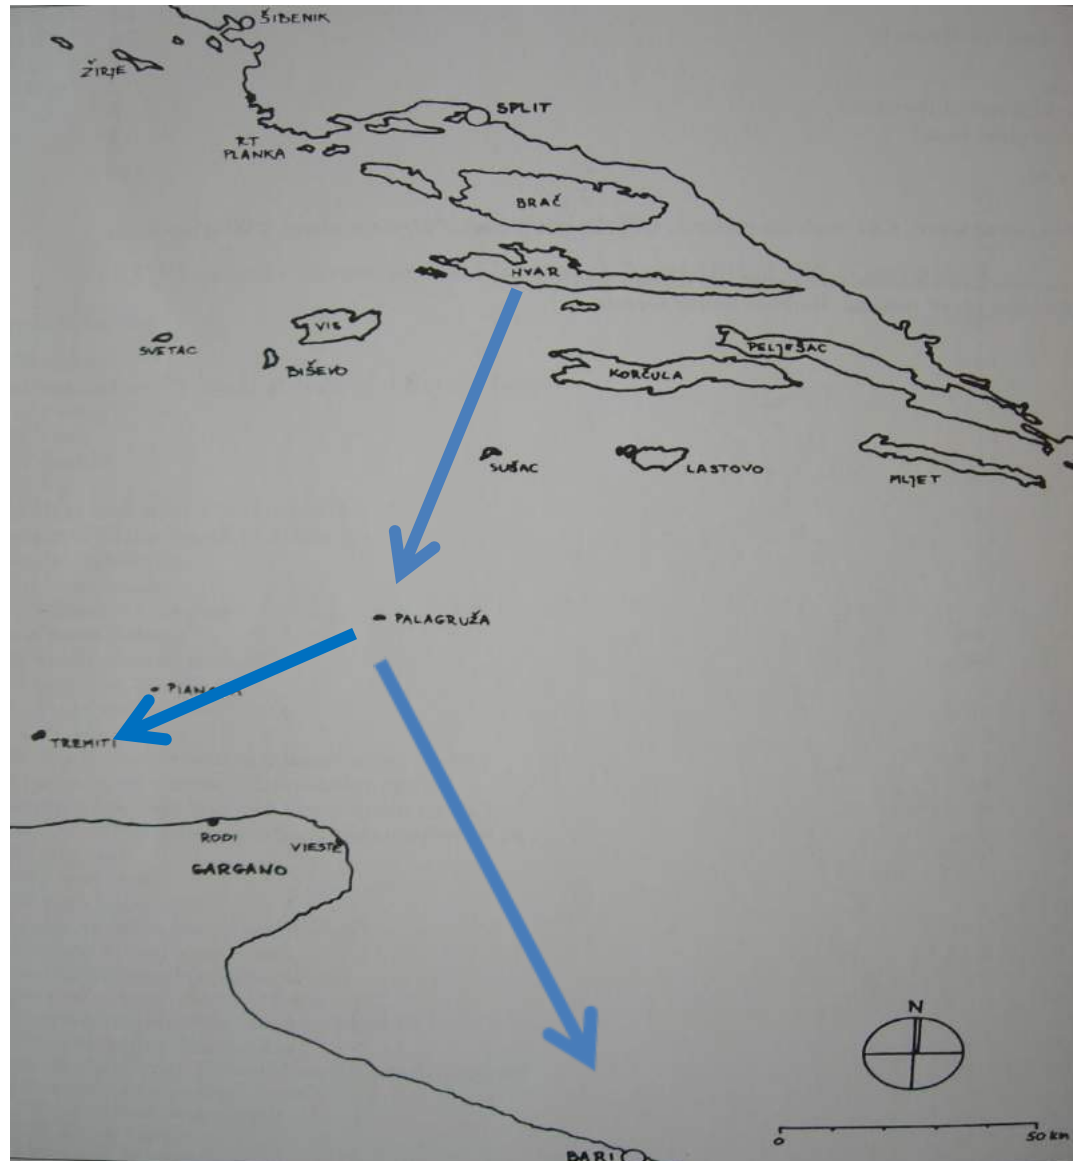 ŠIBENIK
ŽIRJE
SPLIT
RT
PLANKA
BRAČ
HVAR
VIS
SVETAC
BIŠEVO
PELJEŠAC
KORČULA
SUŠAC
LASTOVO
MLJET
PALAGRUŽA
TREMITI
RODI
VIESTE
GARGANO
N
0
50 km
BARI